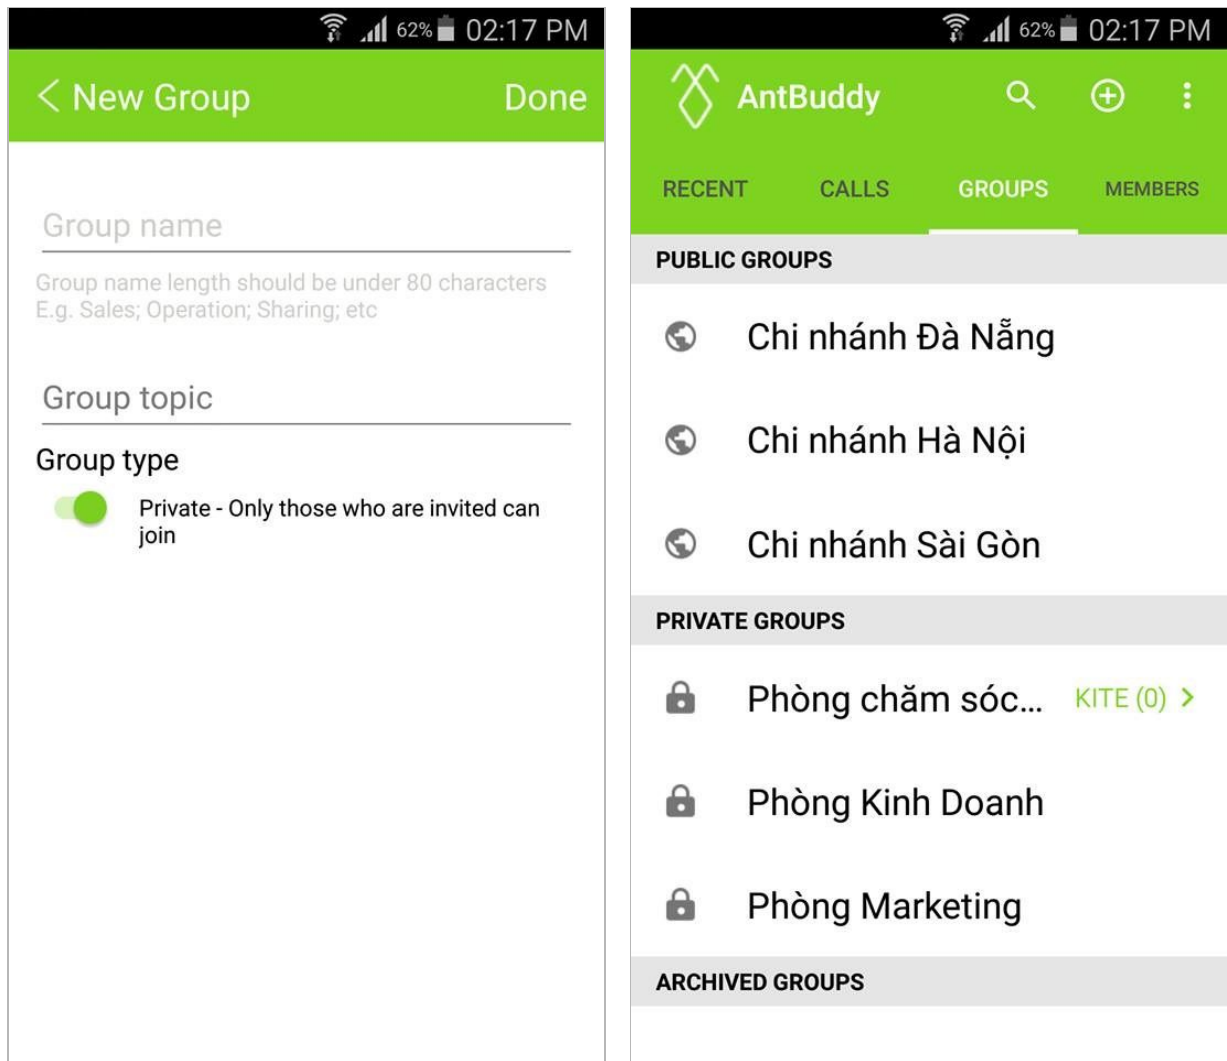 62% 02:17 PM
New Group Done
Group name
Group name length should be under 80 characters
E.g. Sales; Operation; Sharing; etc
Group topic
Group type
Private - Only those who are invited can
join
62% 02:17 PM
AntBuddy
RECENT CALLS GROUPS MEMBERS
PUBLIC GROUPS
Chi nhánh Đà Nẵng
Chi nhánh Hà Nội
Chi nhánh Sài Gòn
PRIVATE GROUPS
Phòng chăm sóc... KITE (0) >
Phòng Kinh Doanh
Phòng Marketing
ARCHIVED GROUPS